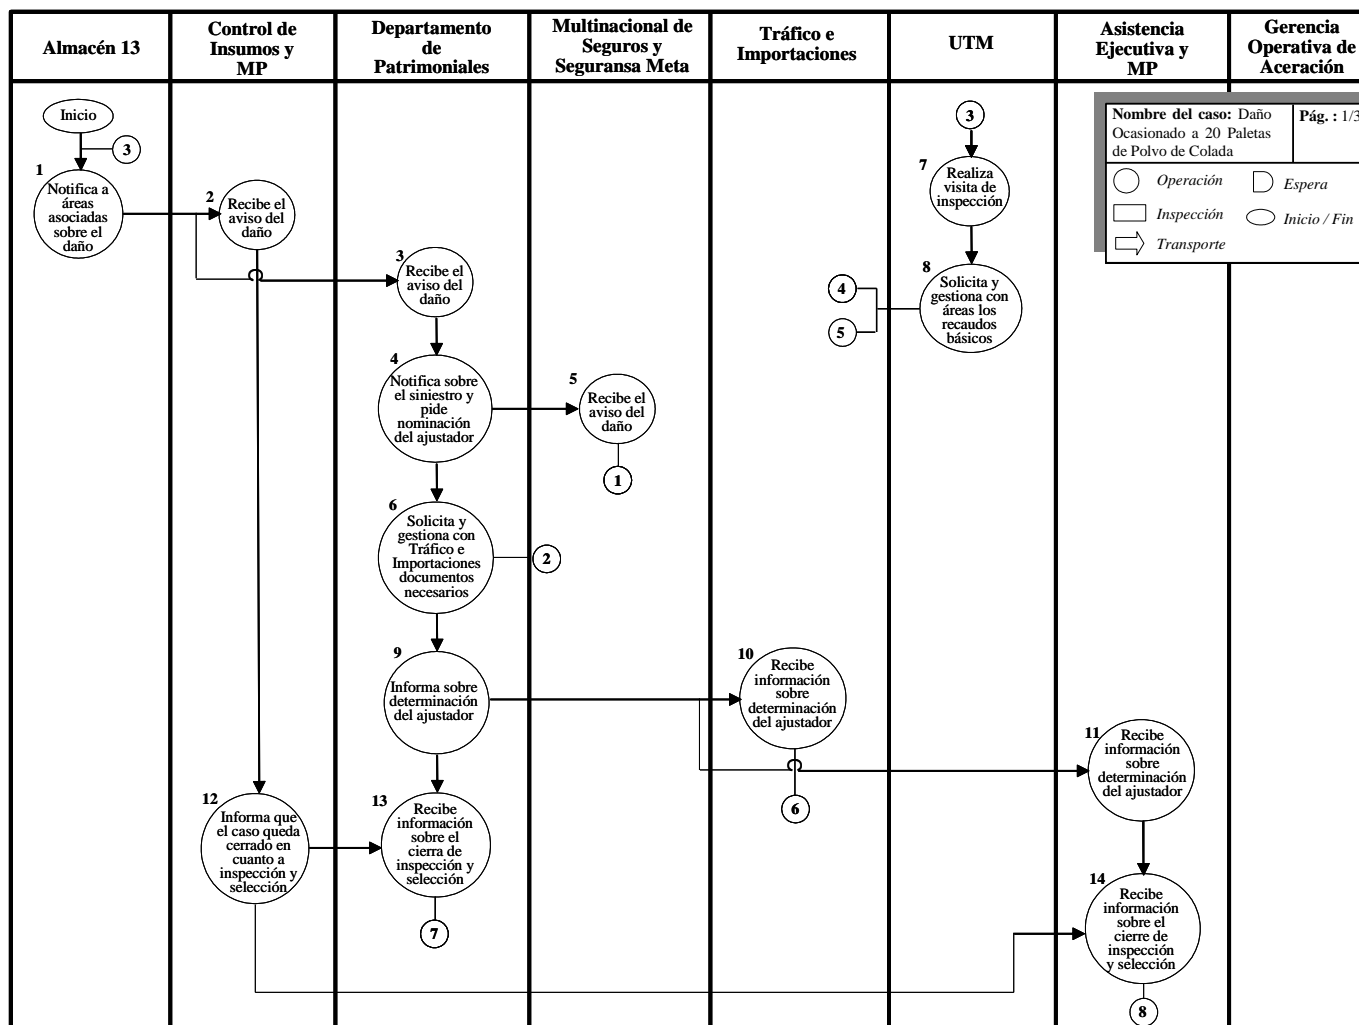 Almacén 13
Control de
Insumos y
MP
Departamento
de
Patrimoniales
Multinacional de
Seguros y
Seguransa Meta
Tráfico e
Importaciones
UTM
Asistencia
Ejecutiva y
MP
Gerencia
Operativa de
Aceración
Nombre del caso: Daño
Ocasionado a 20 Paletas
de Polvo de Colada
Pág. : 1/3
Operación
Espera
Inspección
Inicio / Fin
Transporte
Inicio
3
1
Notifica a
áreas
asociadas
sobre el
daño
2
Recibe el
aviso del
daño
3
Recibe el
aviso del
daño
4
Notifica sobre
el siniestro y
pide
nominación
del ajustador
5
Recibe el
aviso del
daño
1
6
Solicita y
gestiona con
Tráfico e
Importaciones
documentos
necesarios
2
3
7
Realiza
visita de
inspección
8
Solicita y
gestiona con
áreas los
recaudos
básicos
4
5
9
Informa sobre
determinación
del ajustador
10
Recibe
información
sobre
determinación
del ajustador
6
11
Recibe
información
sobre
determinación
del ajustador
12
Informa que
el caso queda
cerrado en
cuanto a
inspección y
selección
13
Recibe
información
sobre el
cierra de
inspección y
selección
7
14
Recibe
información
sobre el
cierre de
inspección
y selección
8